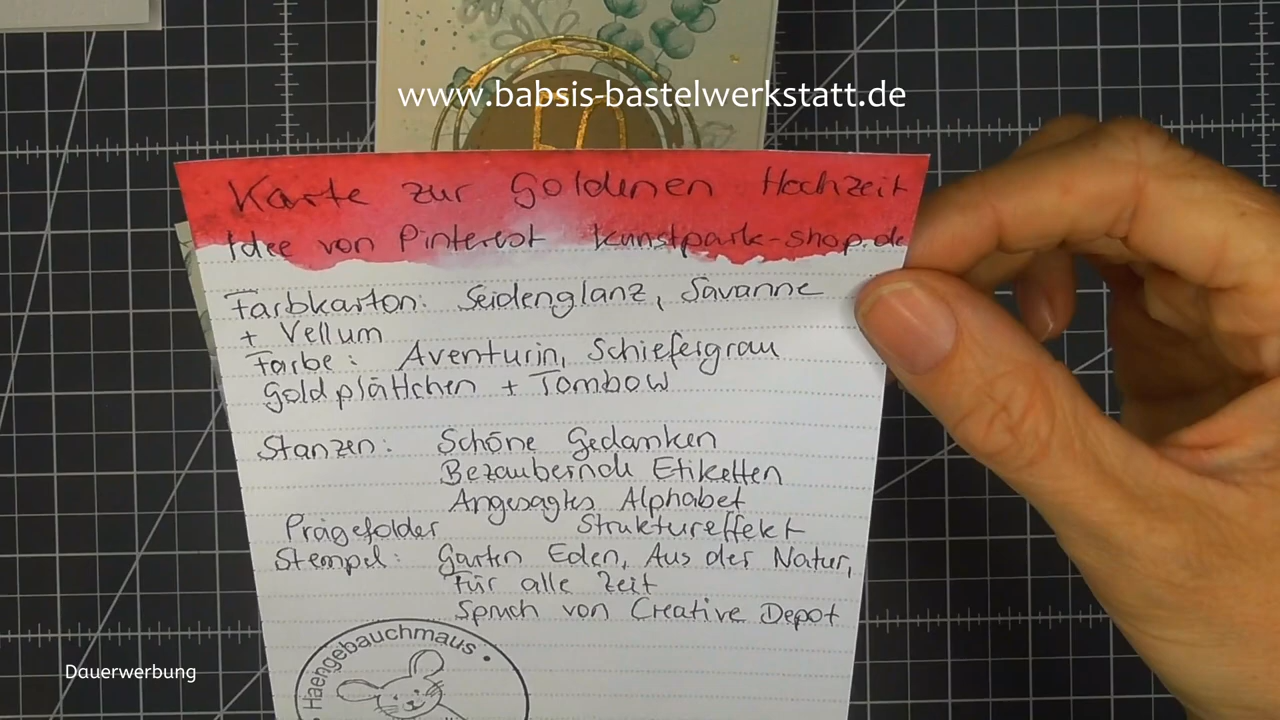 www.babsis-bastelwerkstatt.de
50
Karte zur Goldenen Hochzeit
Idee von Pinterest kunstpark-shop.de
Farbkarton: Seidenglanz, Savanne
+ Vellum
Farbe: Aventurin, Schiefergrau
Goldplättchen + Tombow
Stanzen: Schöne Gedanken
Bezaubernde Etiketten
Angesagtes Alphabet
Prägefolder Struktureffekt
Stempel: Garten Eden, Aus der Natur,
Für alle Zeit
Spruch von Creative Depot
• Haengebauchmaus •
Dauerwerbung